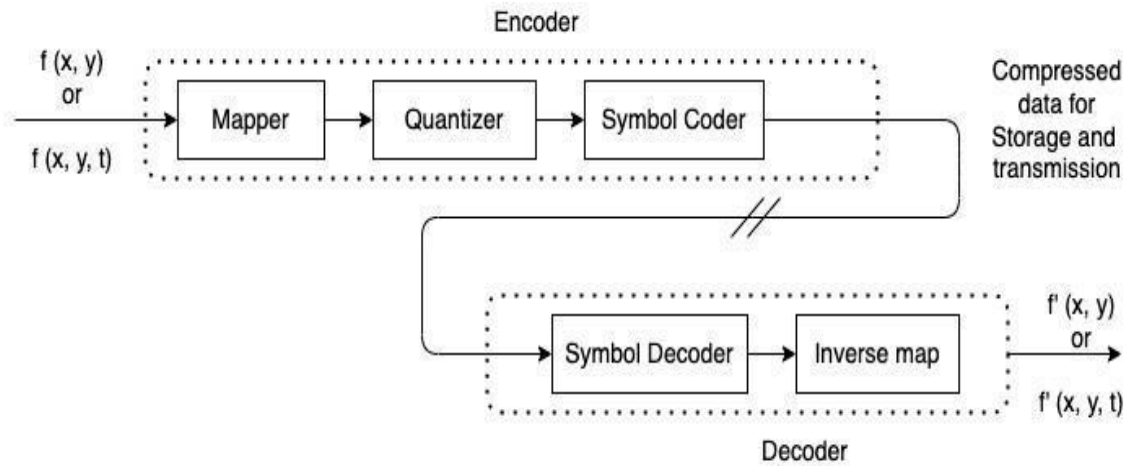 Encoder
f (x, y)
or
f (x, y, t)
Mapper
Quantizer
Symbol Coder
Compressed
data for
Storage and
transmission
Symbol Decoder
Inverse map
f' (x, y)
or
f' (x, y, t)
Decoder